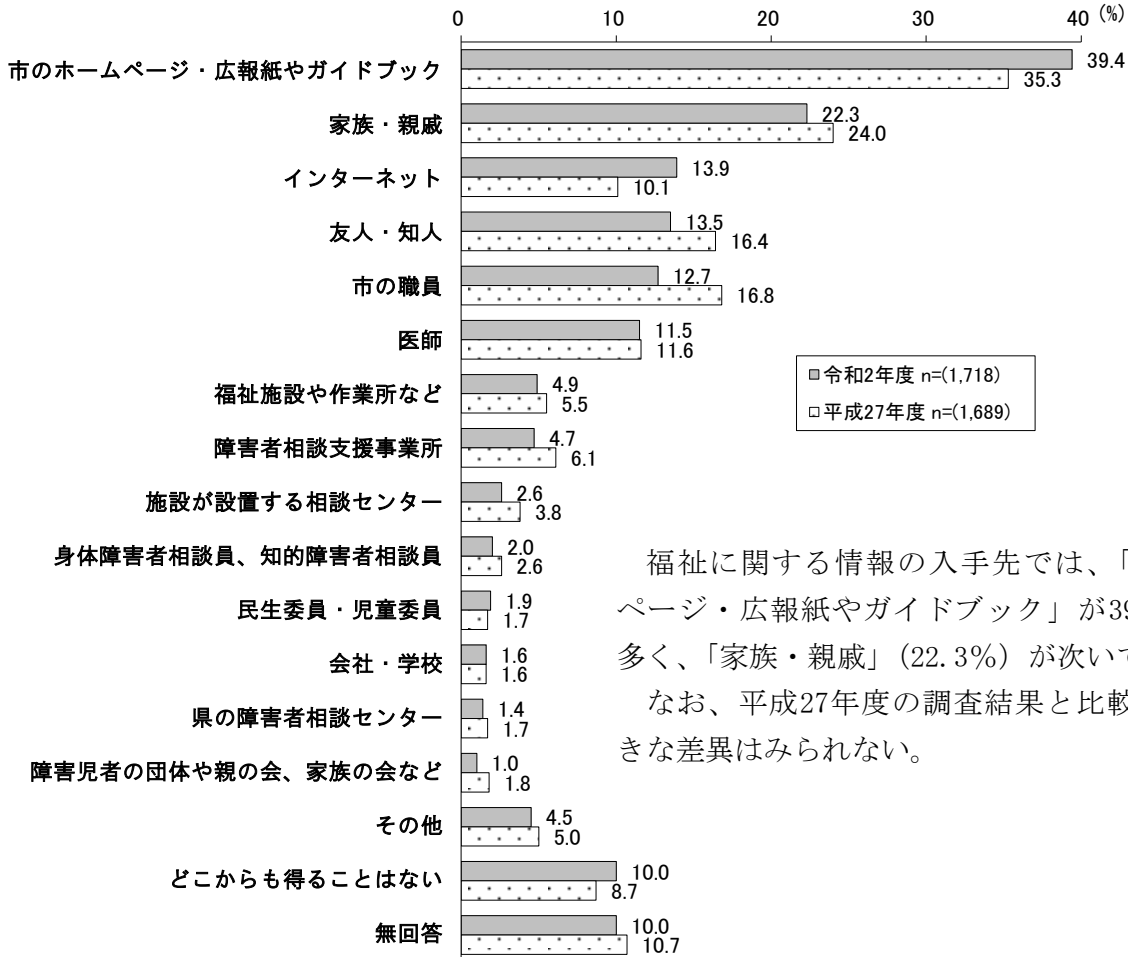 0 10 20 30 40 (%)
市のホームページ・広報紙やガイドブック 39.4
35.3
家族・親戚 22.3
24.0
インターネット 13.9
10.1
友人・知人 13.5
16.4
市の職員 12.7
16.8
医師 11.5
11.6
■令和2年度 n=(1,718)
□平成27年度 n=(1,689)
福祉施設や作業所など 4.9
5.5
障害者相談支援事業所 4.7
6.1
施設が設置する相談センター 2.6
3.8
身体障害者相談員、知的障害者相談員 2.0
2.6
民生委員・児童委員 1.9
1.7
会社・学校 1.6
1.6
県の障害者相談センター 1.4
1.7
障害児者の団体や親の会、家族の会など 1.0
1.8
その他 4.5
5.0
どこからも得ることはない 10.0
8.7
無回答 10.0
10.7
福祉に関する情報の入手先では、「
ページ・広報紙やガイドブック」が39
多く、「家族・親戚」(22.3%) が次いで
なお、平成27年度の調査結果と比較
きな差異はみられない。